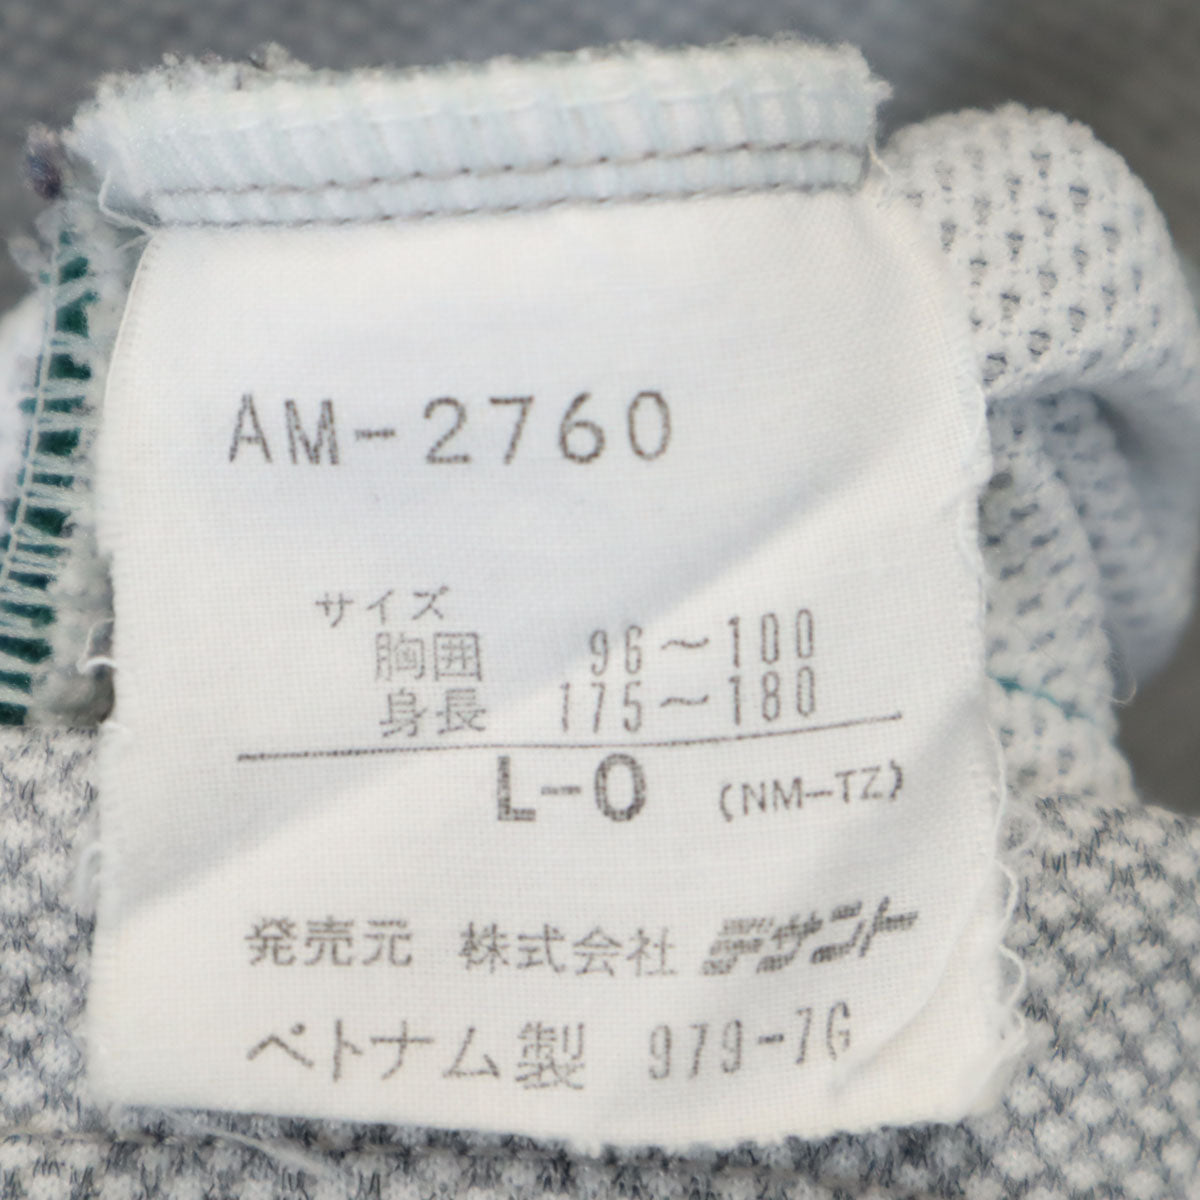 AM-2760
サイズ
胸囲 96～100
身長 175～180
L-O (NM-TZ)
発売元 株式会社 デサント
ベトナム製 979-7G